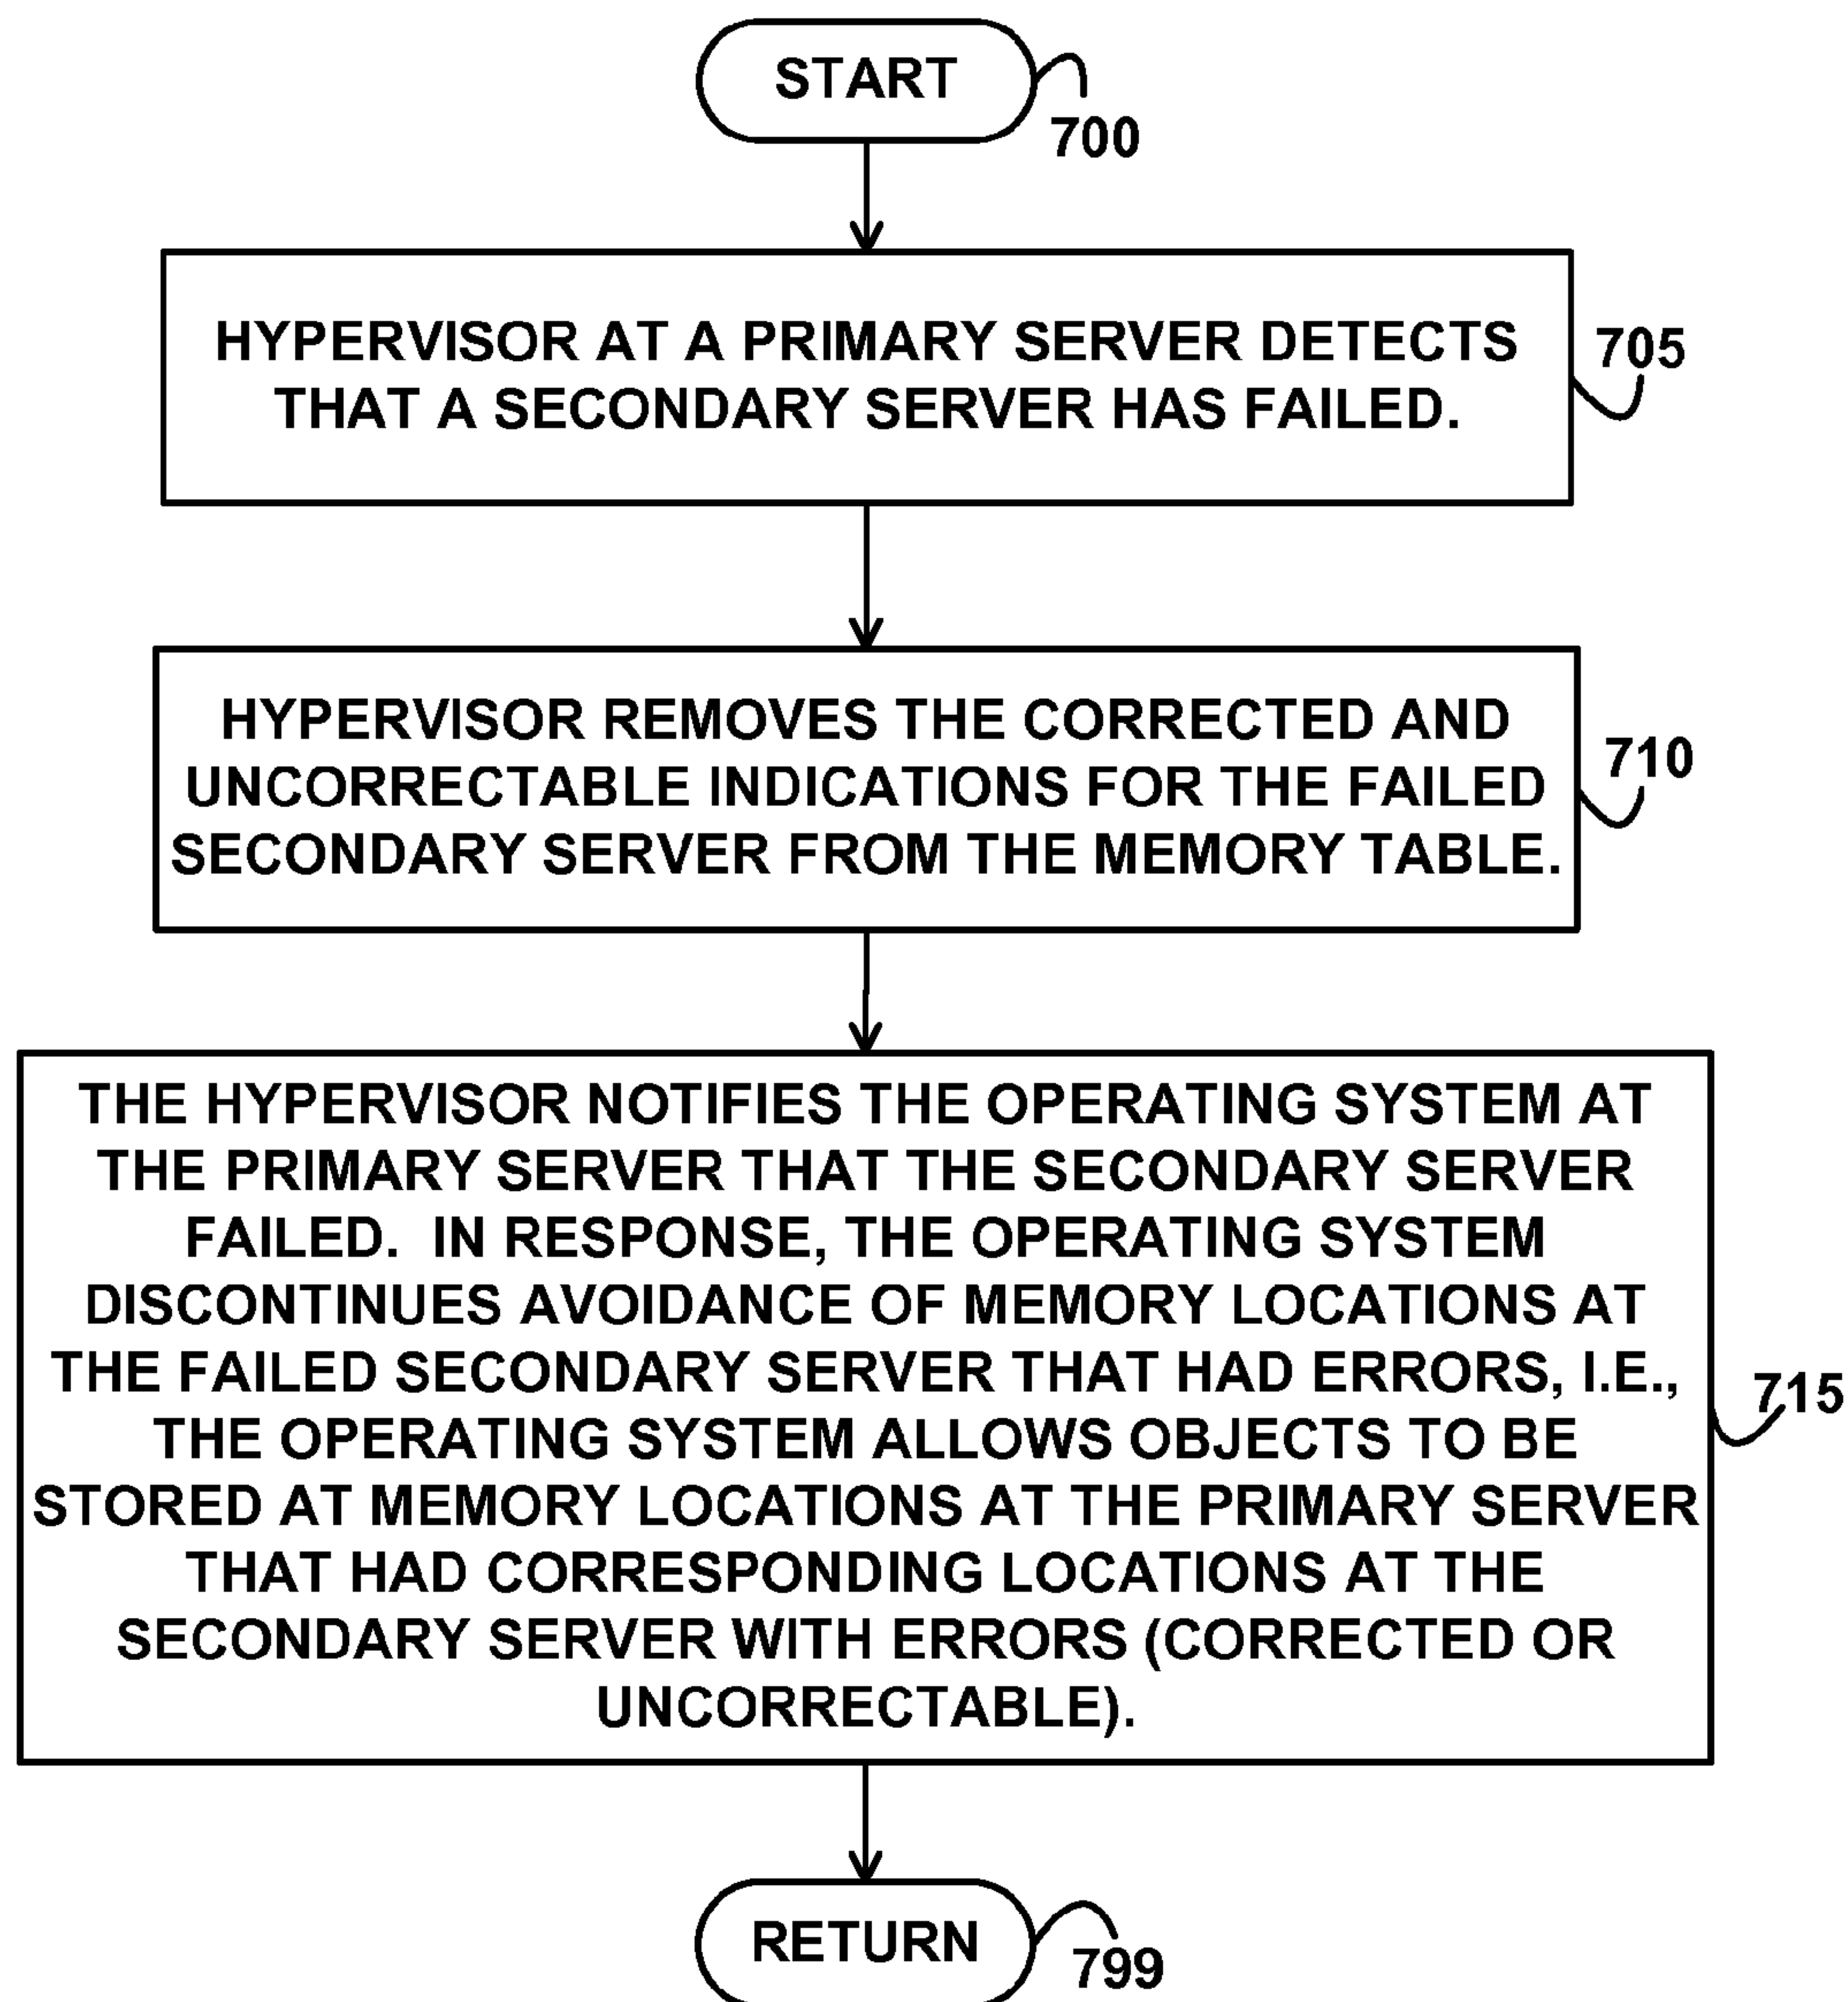 START
700
HYPERVISOR AT A PRIMARY SERVER DETECTS
THAT A SECONDARY SERVER HAS FAILED.
705
HYPERVISOR REMOVES THE CORRECTED AND
UNCORRECTABLE INDICATIONS FOR THE FAILED
SECONDARY SERVER FROM THE MEMORY TABLE.
710
THE HYPERVISOR NOTIFIES THE OPERATING SYSTEM AT
THE PRIMARY SERVER THAT THE SECONDARY SERVER
FAILED. IN RESPONSE, THE OPERATING SYSTEM
DISCONTINUES AVOIDANCE OF MEMORY LOCATIONS AT
THE FAILED SECONDARY SERVER THAT HAD ERRORS, I.E.,
THE OPERATING SYSTEM ALLOWS OBJECTS TO BE
STORED AT MEMORY LOCATIONS AT THE PRIMARY SERVER
THAT HAD CORRESPONDING LOCATIONS AT THE
SECONDARY SERVER WITH ERRORS (CORRECTED OR
UNCORRECTABLE).
715
RETURN
799